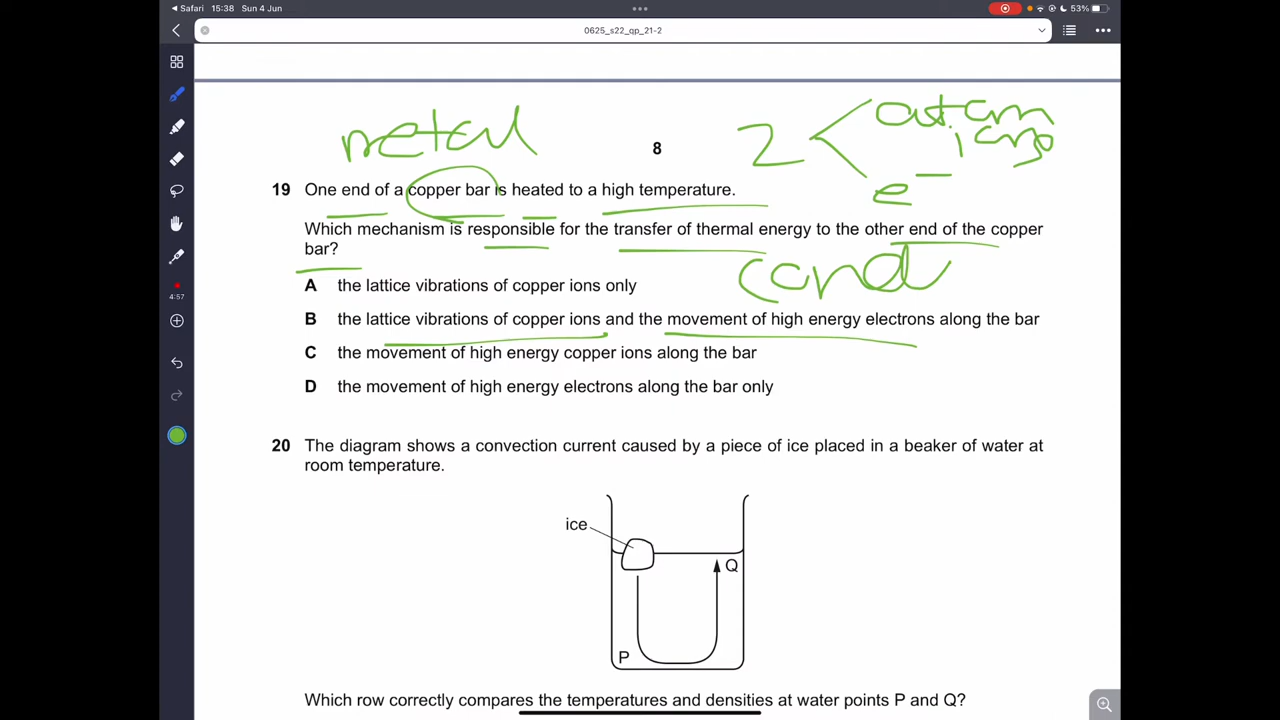 Safari 15:38 Sun 4 Jun 53%
0625_s22_qp_21-2
metal
8
2
atom
ions
e⁻
19 One end of a copper bar is heated to a high temperature.
Which mechanism is responsible for the transfer of thermal energy to the other end of the copper
bar?
cond
A the lattice vibrations of copper ions only
B the lattice vibrations of copper ions and the movement of high energy electrons along the bar
C the movement of high energy copper ions along the bar
D the movement of high energy electrons along the bar only
4:57
20 The diagram shows a convection current caused by a piece of ice placed in a beaker of water at
room temperature.
ice
Q
P
Which row correctly compares the temperatures and densities at water points P and Q?